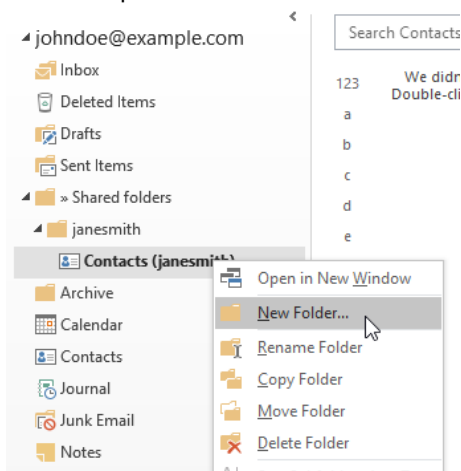 johndoe@example.com
Inbox
Deleted Items
Drafts
Sent Items
» Shared folders
janesmith
Contacts (janesmith)
Archive
Calendar
Contacts
Journal
Junk Email
Notes
Search Contacts
We didn
Double-cli
123
a
b
c
d
e
Open in New Window
New Folder...
Rename Folder
Copy Folder
Move Folder
Delete Folder